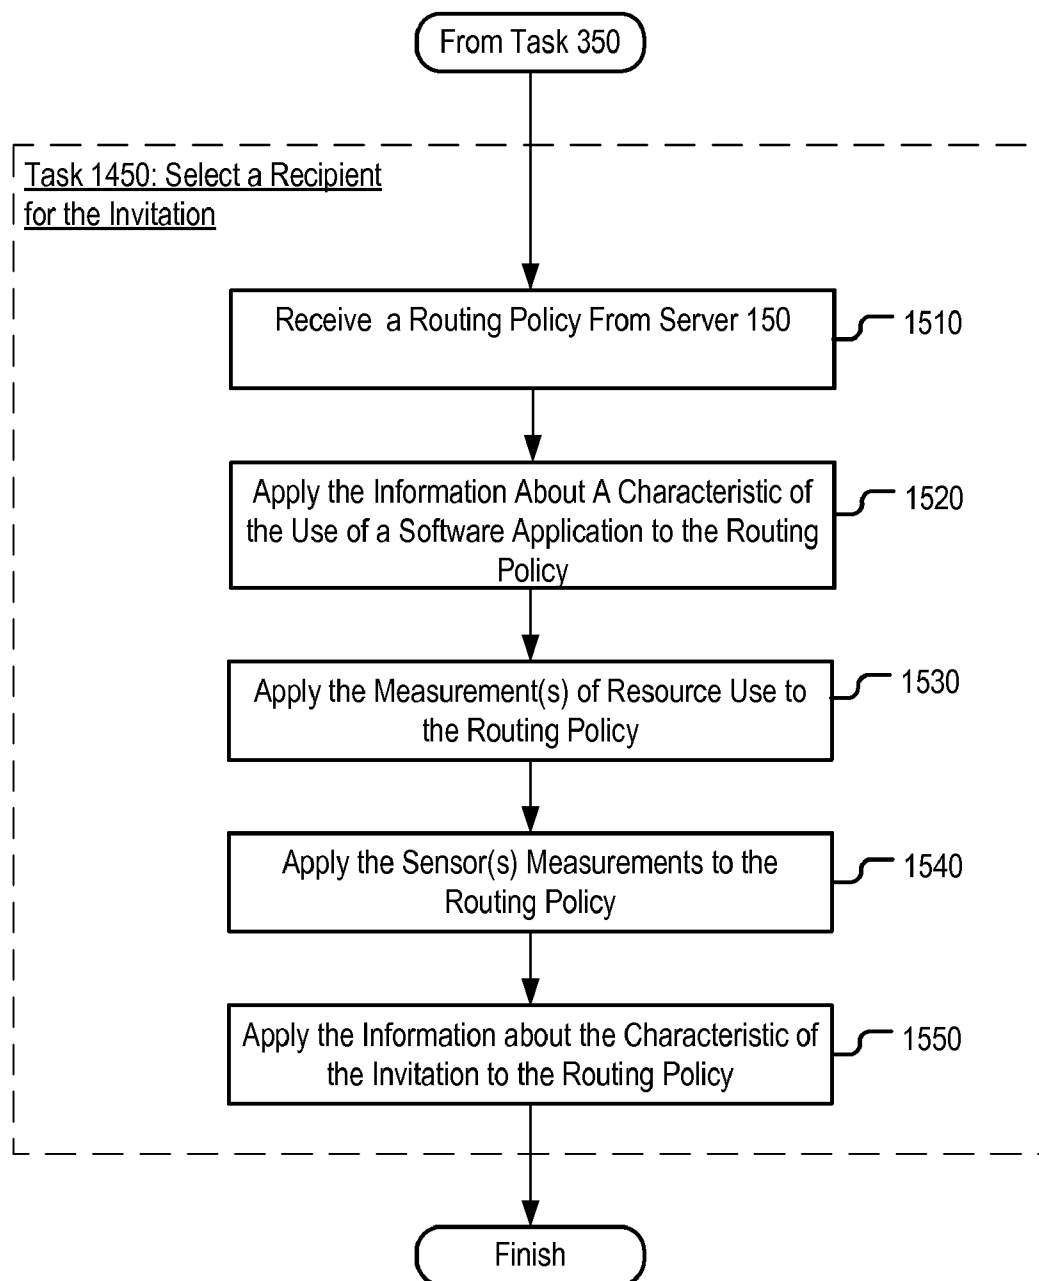 From Task 350
Task 1450: Select a Recipient
for the Invitation
Receive a Routing Policy From Server 150
1510
Apply the Information About A Characteristic of
the Use of a Software Application to the Routing
Policy
1520
Apply the Measurement(s) of Resource Use to
the Routing Policy
1530
Apply the Sensor(s) Measurements to the
Routing Policy
1540
Apply the Information about the Characteristic of
the Invitation to the Routing Policy
1550
Finish